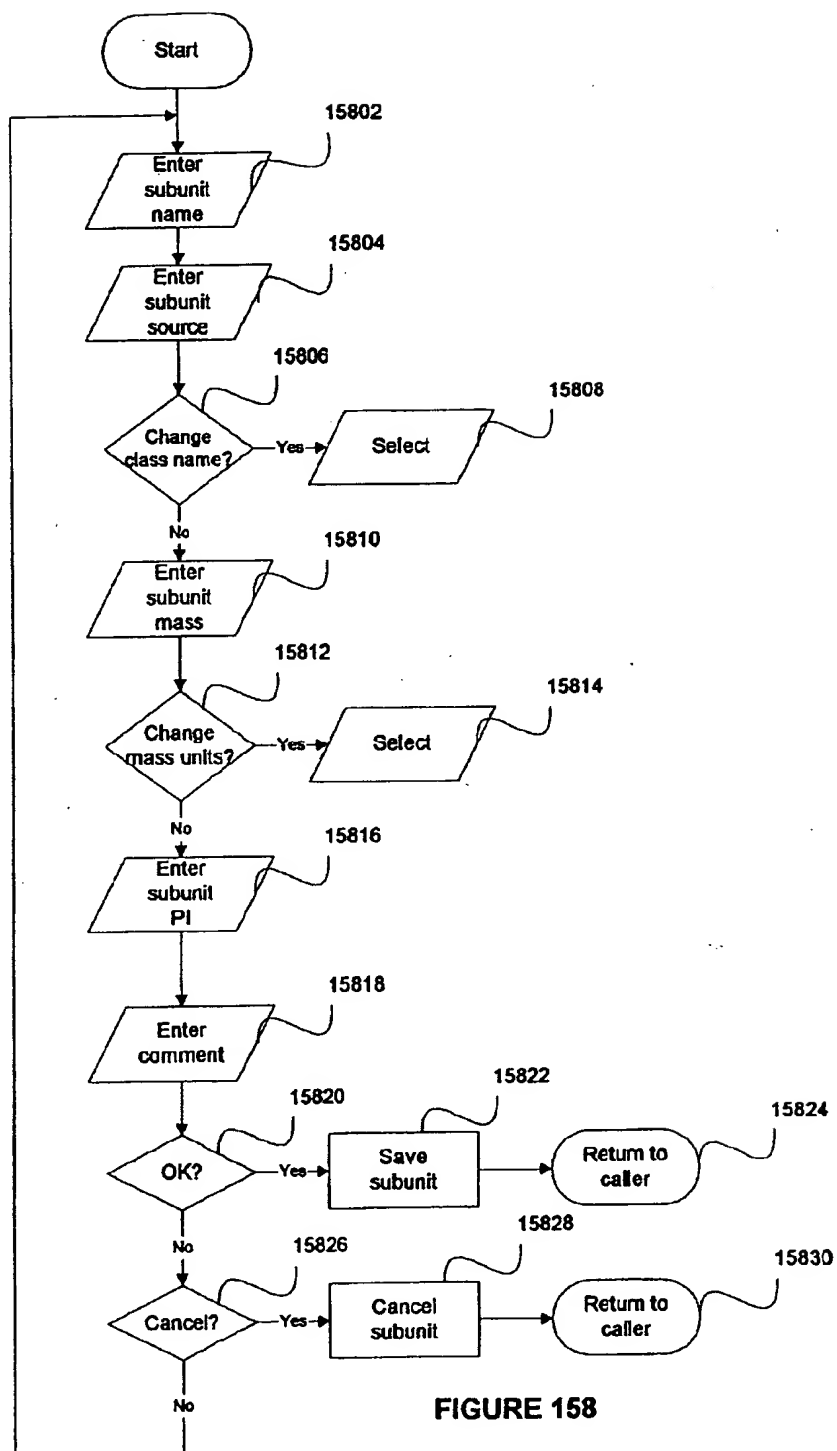 Start
15802
Enter
subunit
name
15804
Enter
subunit
source
15806
Change
class name?
Yes
15808
Select
No
15810
Enter
subunit
mass
15812
Change
mass units?
Yes
15814
Select
No
15816
Enter
subunit
PI
15818
Enter
comment
15820
OK?
Yes
15822
Save
subunit
15824
Return to
caller
No
15826
Cancel?
Yes
15828
Cancel
subunit
15830
Return to
caller
No
FIGURE 158